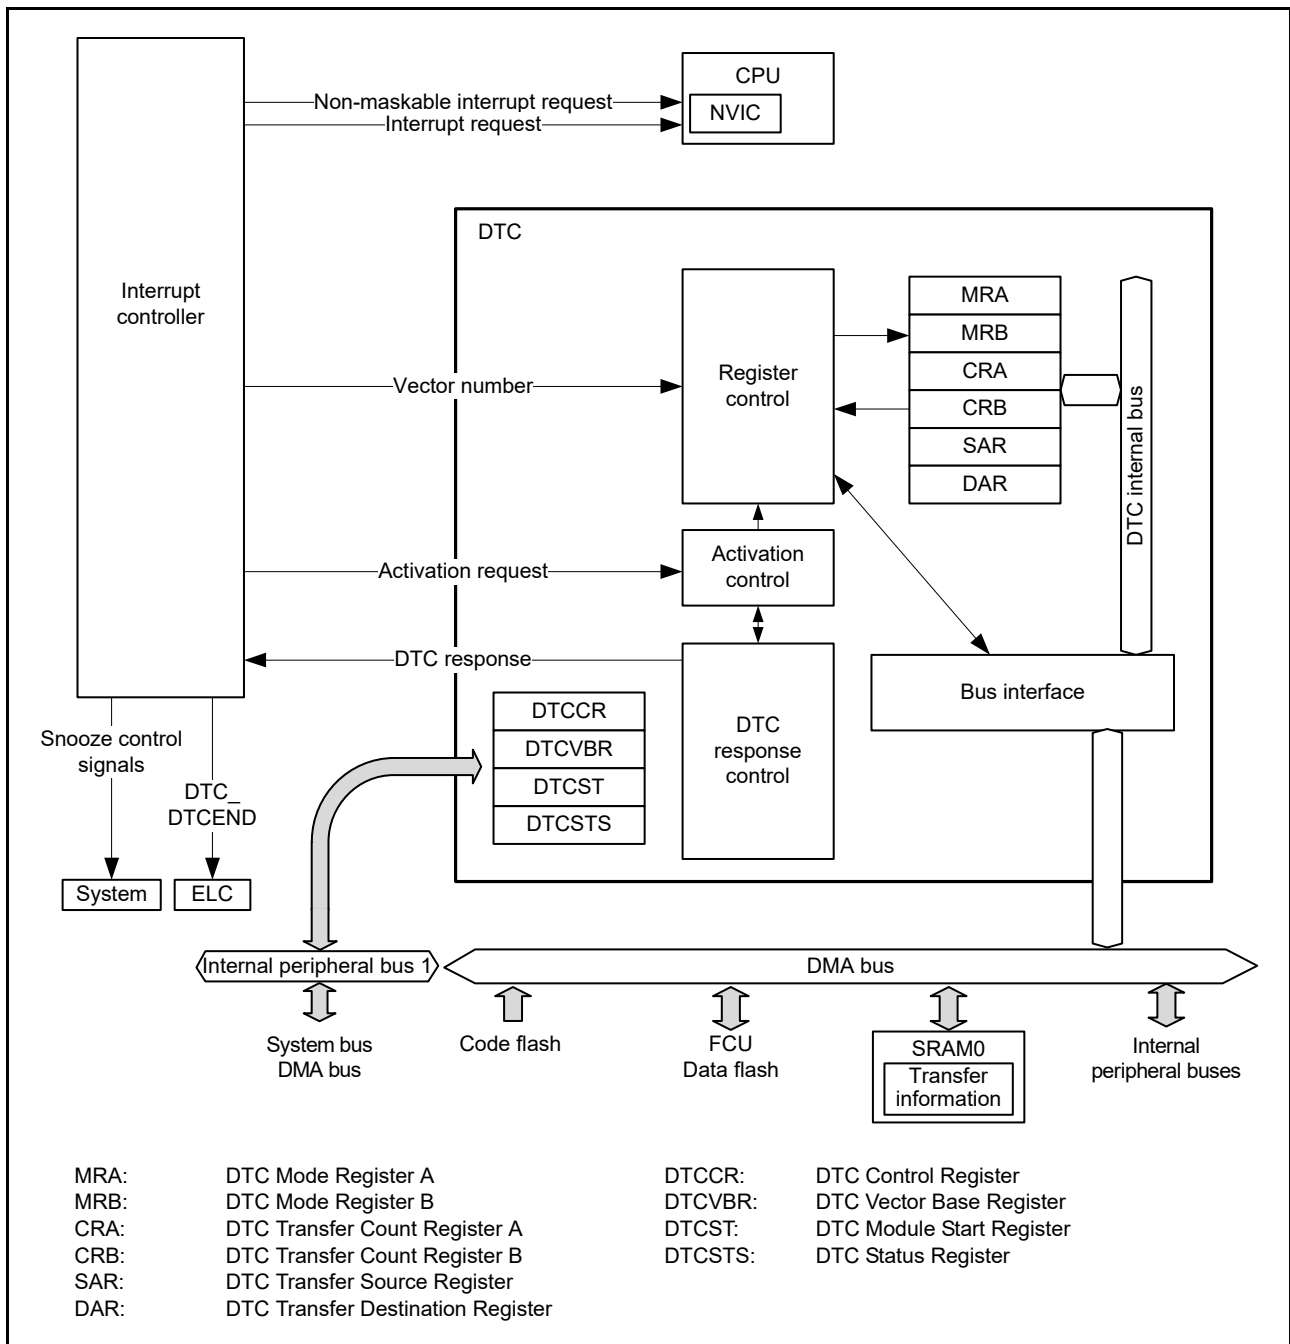 CPU
NVIC
Non-maskable interrupt request
Interrupt request
DTC
Interrupt
controller
Vector number
Register
control
MRA
MRB
CRA
CRB
SAR
DAR
DTC internal bus
Activation request
Activation
control
DTC response
DTC
response
control
Bus interface
DTCCR
DTCVBR
DTCST
DTCSTS
Snooze control
signals
DTC_
DTCEND
System
ELC
Internal peripheral bus 1
DMA bus
System bus
DMA bus
Code flash
FCU
Data flash
SRAM0
Transfer
information
Internal
peripheral buses
MRA: DTC Mode Register A
MRB: DTC Mode Register B
CRA: DTC Transfer Count Register A
CRB: DTC Transfer Count Register B
SAR: DTC Transfer Source Register
DAR: DTC Transfer Destination Register
DTCCR: DTC Control Register
DTCVBR: DTC Vector Base Register
DTCST: DTC Module Start Register
DTCSTS: DTC Status Register